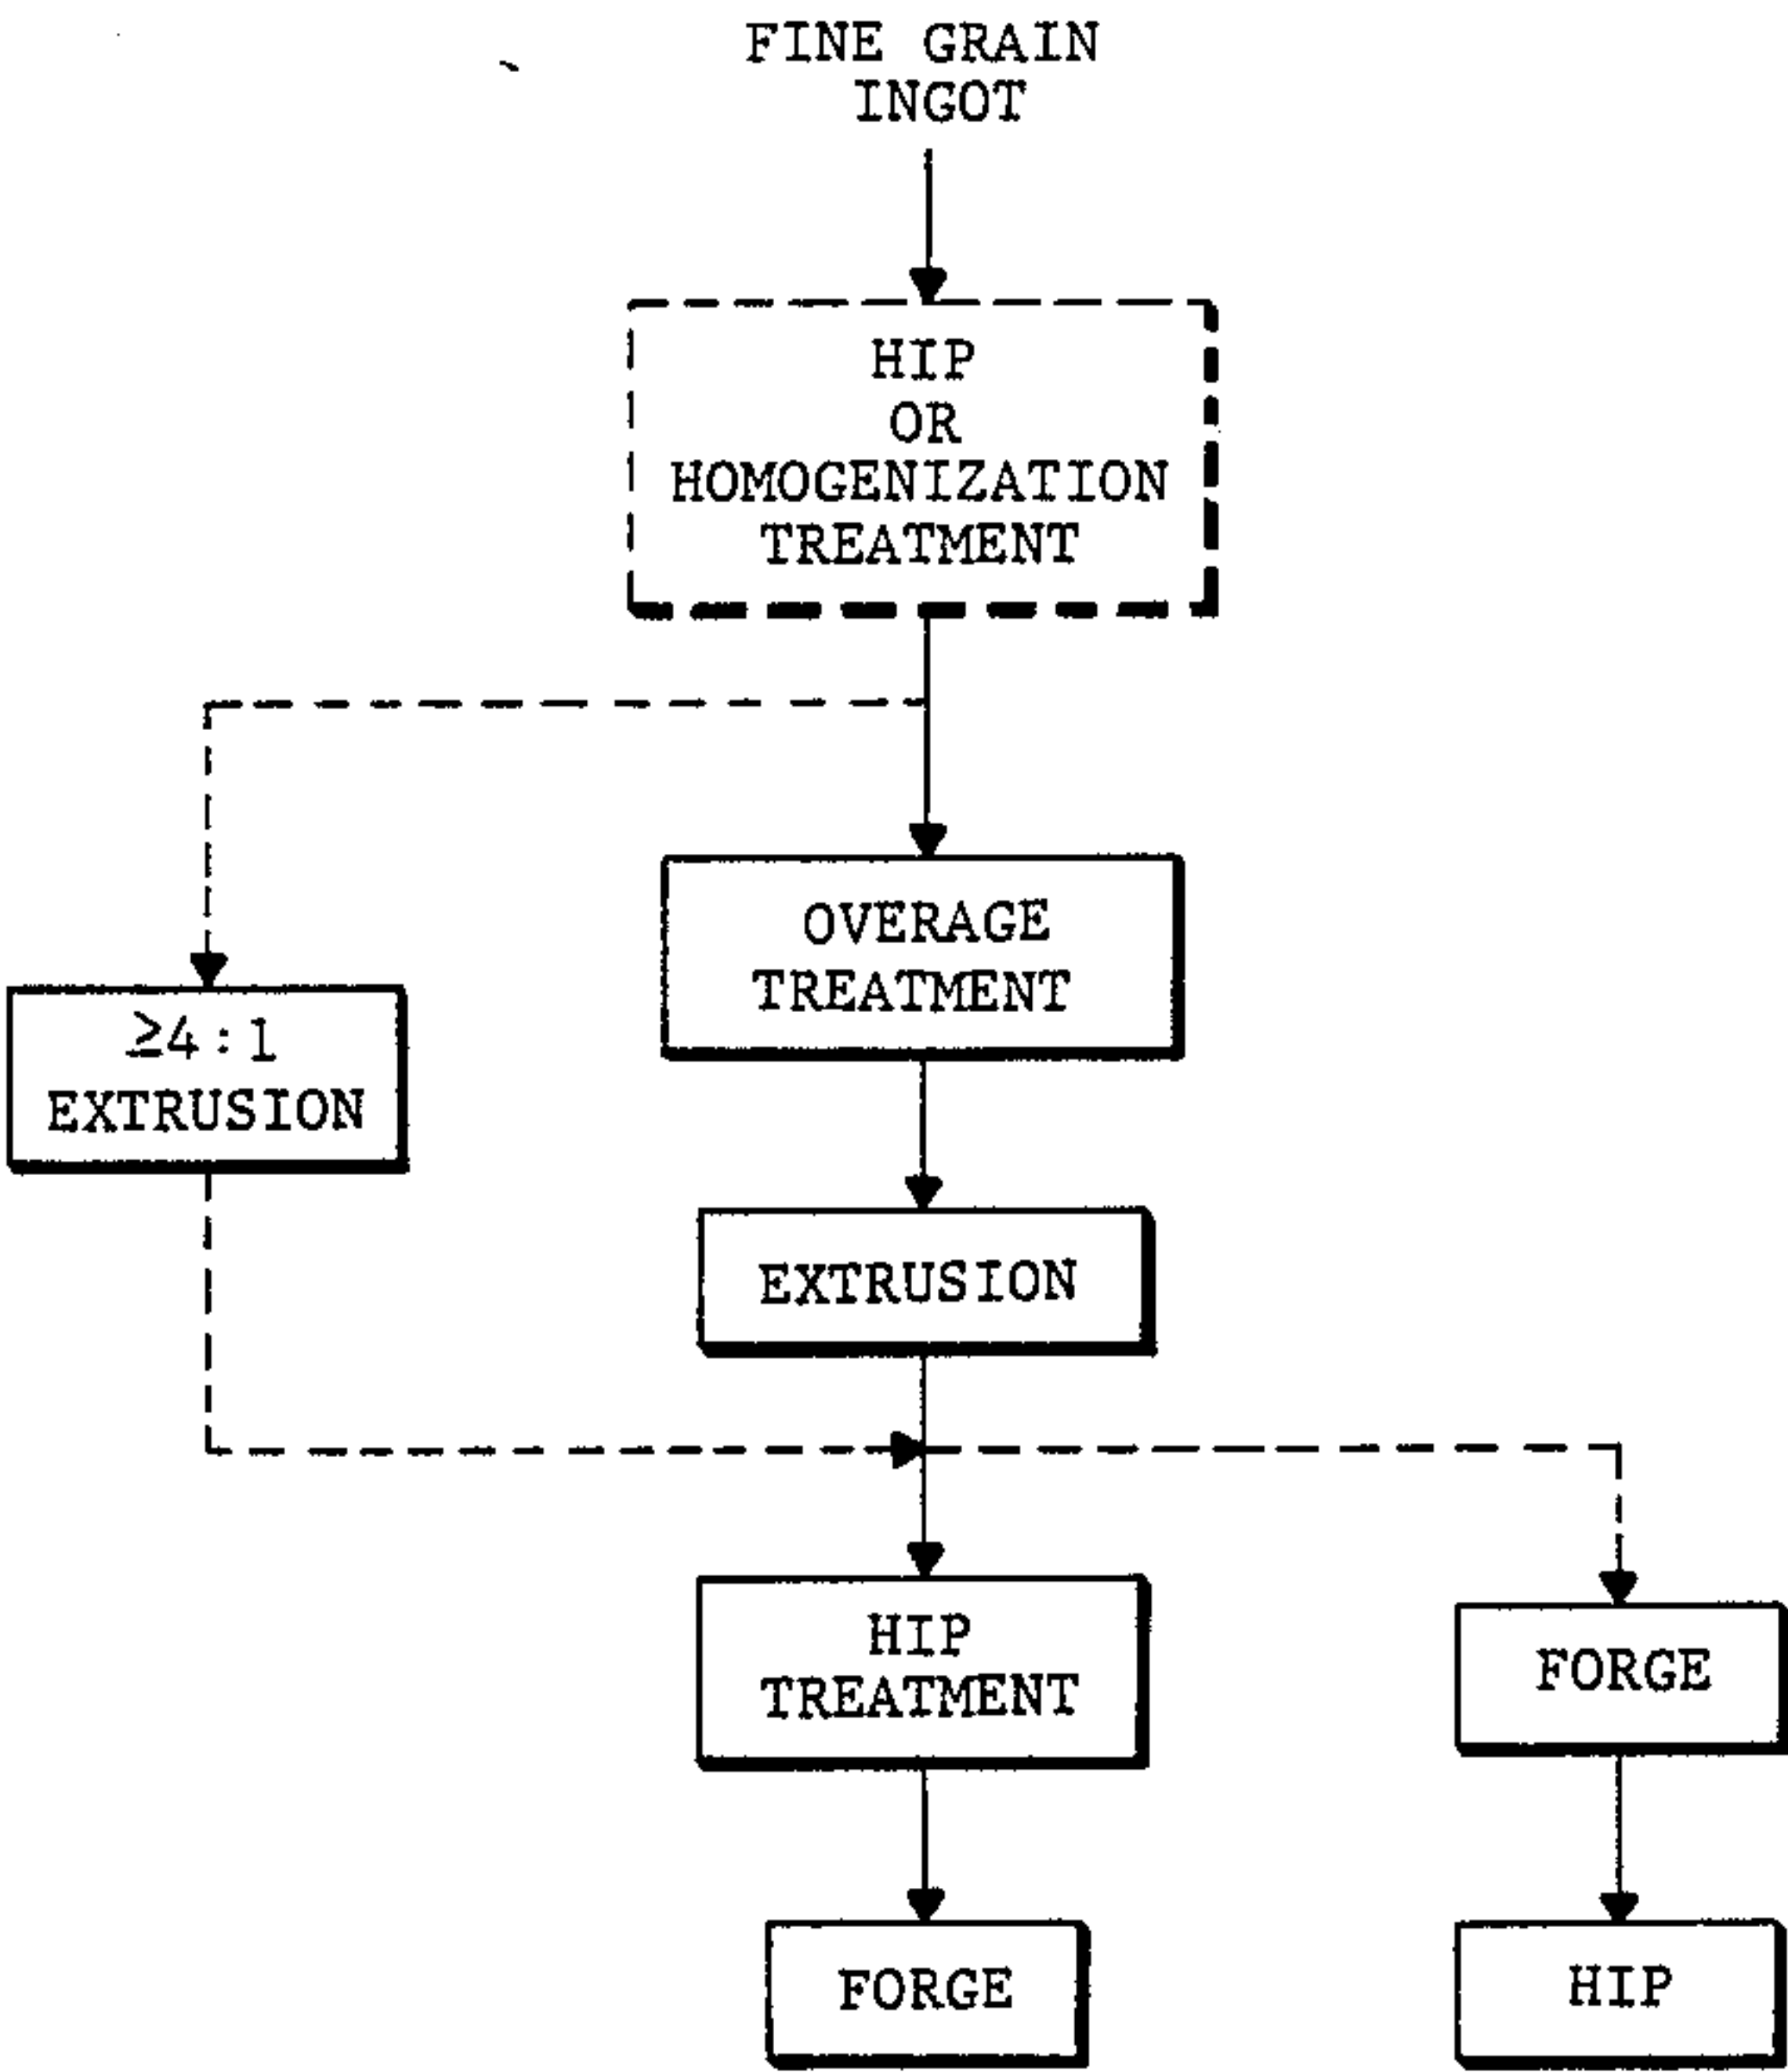 FINE GRAIN
INGOT
HIP
OR
HOMOGENIZATION
TREATMENT
OVERAGE
TREATMENT
≥4:1
EXTRUSION
EXTRUSION
HIP
TREATMENT
FORGE
FORGE
HIP